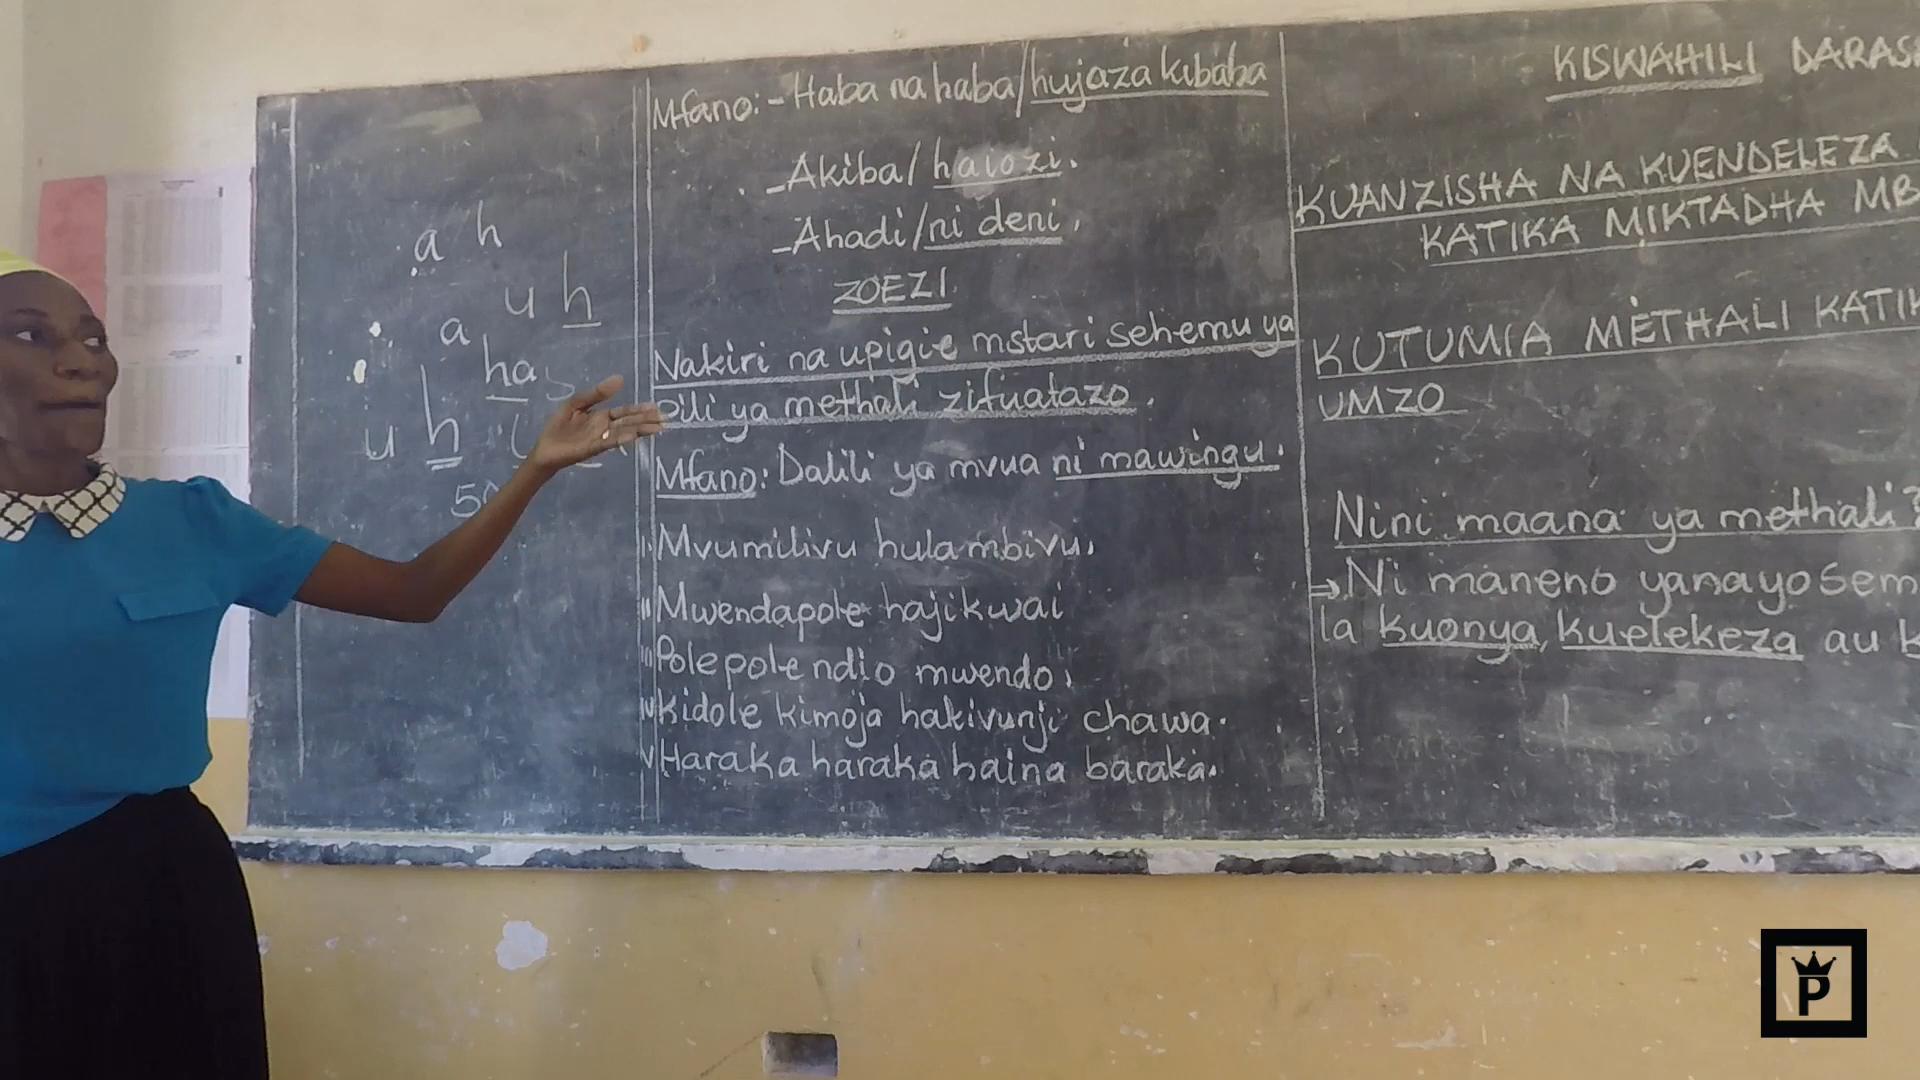 a h
u h
a
ha
u h
Mfano:- Haba na haba/hujaza kibaba
- Akiba/haiozi.
- Ahadi/ni deni.
ZOEZI
Nakiri na upigie mstari sehemu ya
pili ya methali zifuatazo.
Mfano: Dalili ya mvua ni mawingu.
i. Mvumilivu hula mbivu.
ii Mwendapole hajikwai
iii Polepole ndio mwendo.
iv Kidole kimoja hakivunji chawa.
v Haraka haraka haina baraka.
KISWAHILI DARAS
KUANZISHA NA KUENDELEZA
KATIKA MIKTADHA MB
KUTUMIA METHALI KATIK
UMZO
Nini maana ya methali?
⇒ Ni maneno yanayosem
la kuonya, kuelekeza au k
P